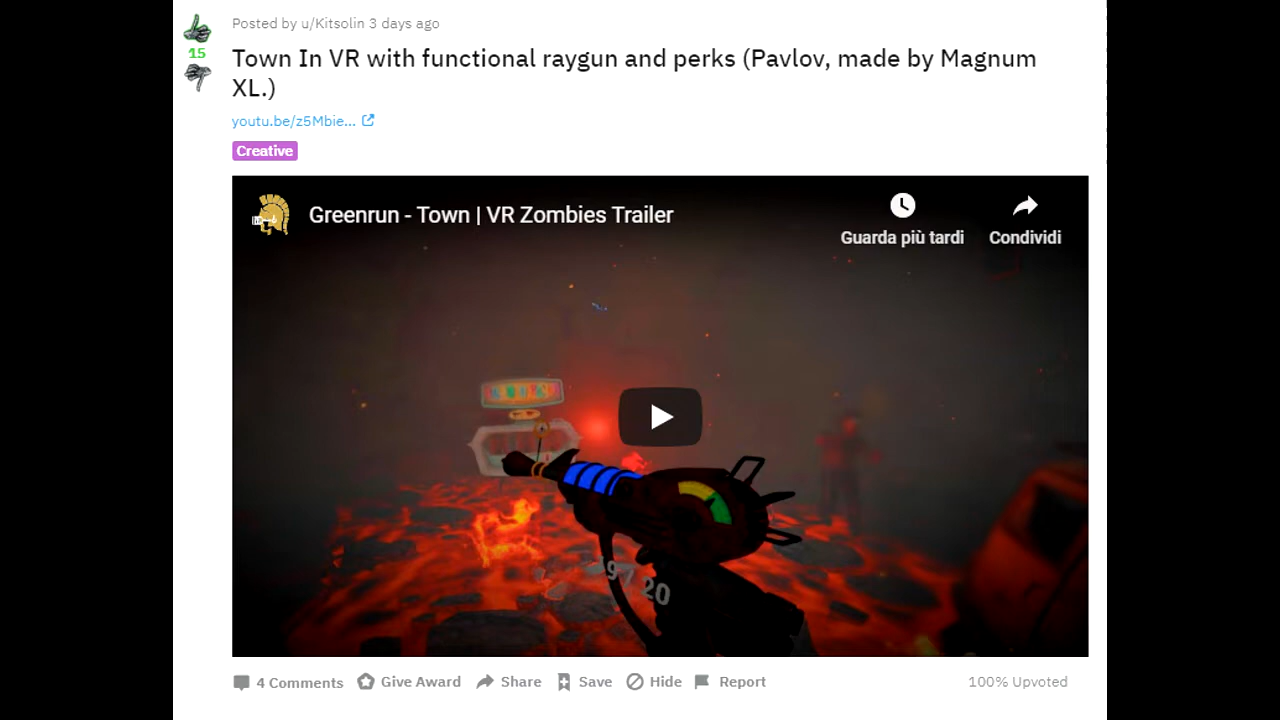 Posted by u/Kitsolin 3 days ago
15
Town In VR with functional raygun and perks (Pavlov, made by Magnum
XL.)
youtu.be/z5Mbie...
Creative
Greenrun - Town | VR Zombies Trailer
Guarda più tardi
Condividi
19 / 20
4 Comments
Give Award
Share
Save
Hide
Report
100% Upvoted